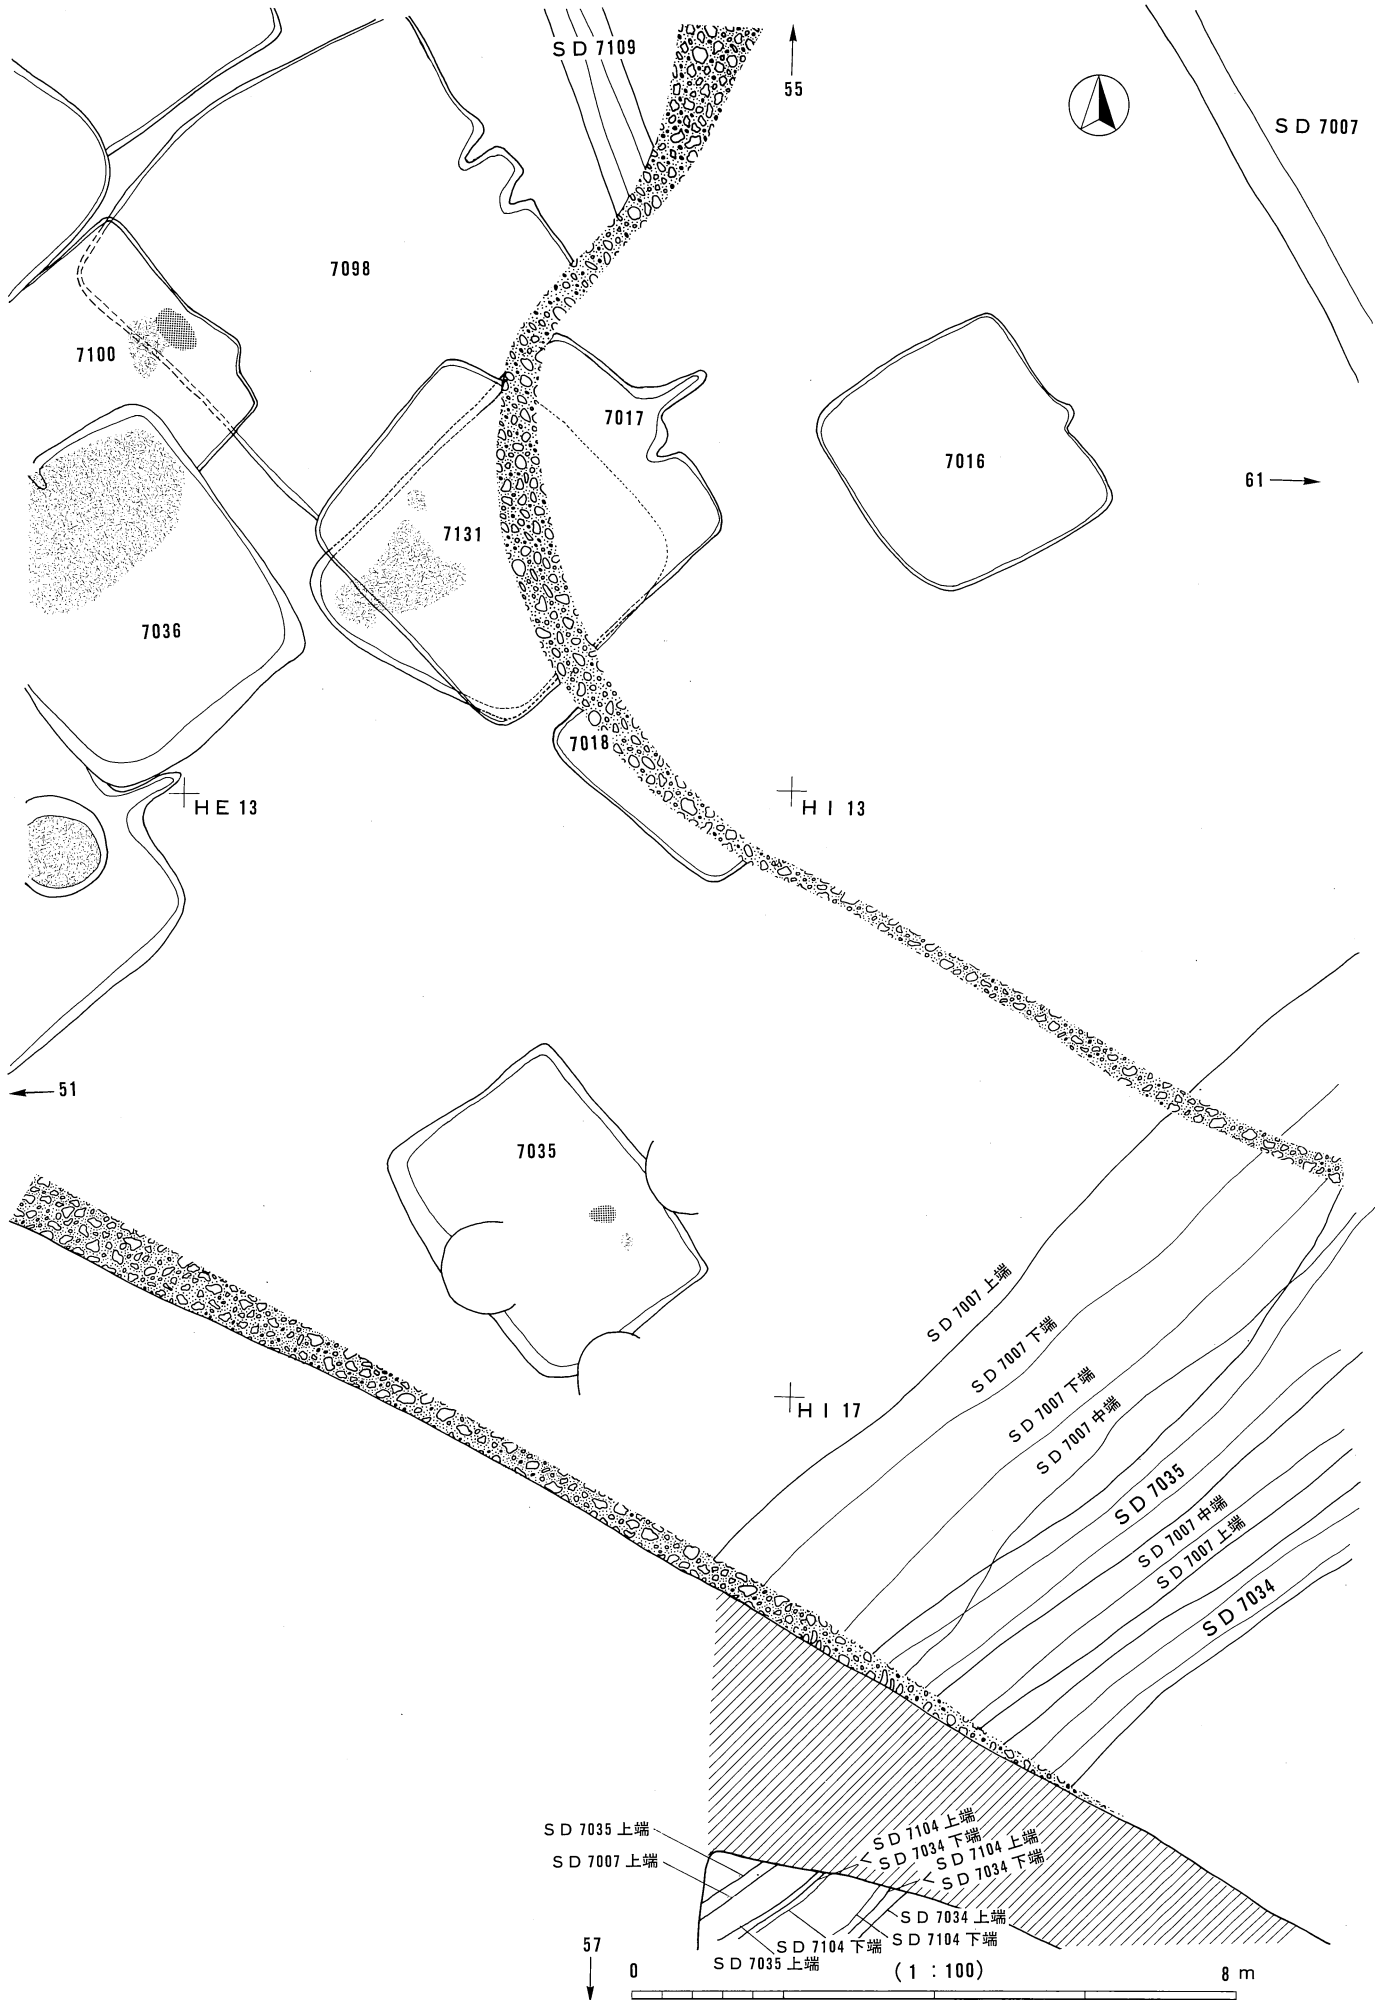 SD 7109
55
SD 7007
7098
7100
7017
7016
61
7131
7036
7018
HE 13
HI 13
51
7035
SD 7007 上端
SD 7007 下端
SD 7007 下端
SD 7007 中端
HI 17
SD 7035
SD 7007 中端
SD 7007 上端
SD 7034
SD 7035 上端
SD 7007 上端
SD 7104 上端
SD 7034 下端
SD 7104 上端
SD 7034 下端
SD 7034 上端
SD 7104 下端
SD 7104 下端
SD 7035 上端
57
0 (1 : 100) 8 m